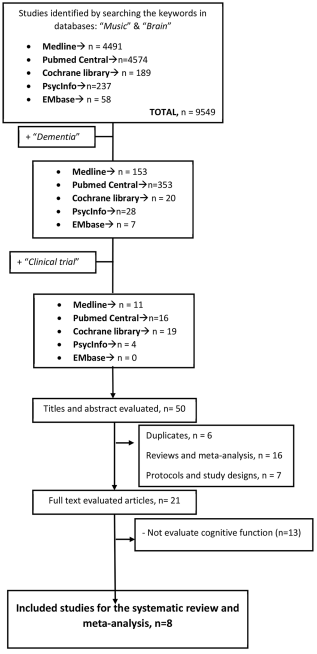 Studies identified by searching the keywords in
databases: “Music” & “Brain”
• Medline→ n = 4491
• Pubmed Central→n=4574
• Cochrane library→ n = 189
• PsycInfo→n=237
• EMbase→ n = 58
TOTAL, n = 9549
+ “Dementia”
• Medline→ n = 153
• Pubmed Central→n=353
• Cochrane library→ n = 20
• PsycInfo→n=28
• EMbase→ n = 7
+ “Clinical trial”
• Medline→ n = 11
• Pubmed Central→n=16
• Cochrane library→ n = 19
• PsycInfo→ n = 4
• EMbase→ n = 0
Titles and abstract evaluated, n= 50
Duplicates, n = 6
Reviews and meta-analysis, n = 16
Protocols and study designs, n = 7
Full text evaluated articles, n= 21
- Not evaluate cognitive function (n=13)
Included studies for the systematic review and
meta-analysis, n=8